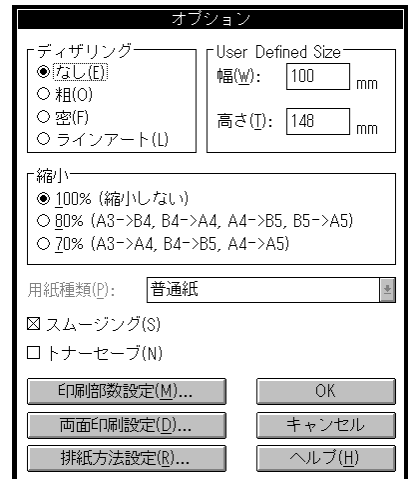 オプション
ディザリング
なし(E)
粗(O)
密(F)
ラインアート(L)
User Defined Size
幅(W): 100 mm
高さ(T): 148 mm
縮小
100% (縮小しない)
80% (A3->B4, B4->A4, A4->B5, B5->A5)
70% (A3->A4, B4->B5, A4->A5)
用紙種類(P): 普通紙
スムージング(S)
トナーセーブ(N)
印刷部数設定(M)... OK
両面印刷設定(D)... キャンセル
排紙方法設定(R)... ヘルプ(H)